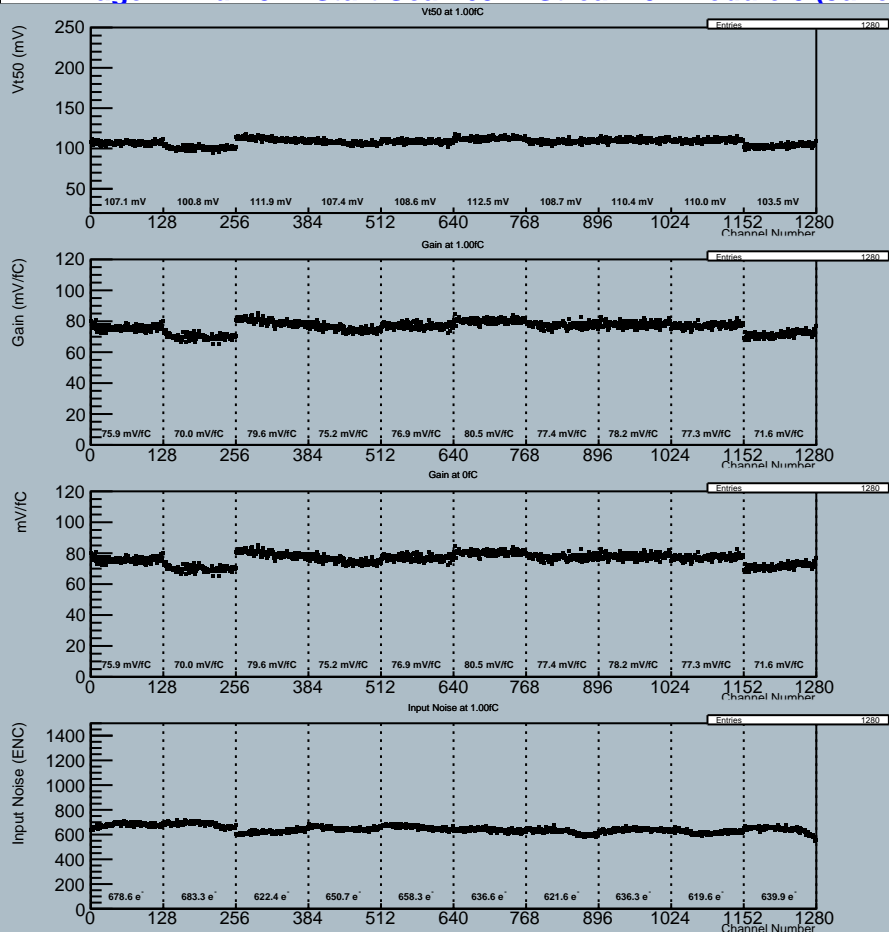 Vt50 at 1.00fC
Entries 1280
Vt50 (mV)
250
200
150
100
50
107.1 mV 100.8 mV 111.9 mV 107.4 mV 108.6 mV 112.5 mV 108.7 mV 110.4 mV 110.0 mV 103.5 mV
0 128 256 384 512 640 768 896 1024 1152 1280
Channel Number
Gain at 1.00fC
Entries 1280
Gain (mV/fC)
120
100
80
60
40
20
0
75.9 mV/fC 70.0 mV/fC 79.6 mV/fC 75.2 mV/fC 76.9 mV/fC 80.5 mV/fC 77.4 mV/fC 78.2 mV/fC 77.3 mV/fC 71.6 mV/fC
0 128 256 384 512 640 768 896 1024 1152 1280
Channel Number
Gain at 0fC
Entries 1280
mV/fC
120
100
80
60
40
20
0
75.9 mV/fC 70.0 mV/fC 79.6 mV/fC 75.2 mV/fC 76.9 mV/fC 80.5 mV/fC 77.4 mV/fC 78.2 mV/fC 77.3 mV/fC 71.6 mV/fC
0 128 256 384 512 640 768 896 1024 1152 1280
Channel Number
Input Noise at 1.00fC
Entries 1280
Input Noise (ENC)
1400
1200
1000
800
600
400
200
0
678.6 e⁻ 683.3 e⁻ 622.4 e⁻ 650.7 e⁻ 658.3 e⁻ 636.6 e⁻ 621.6 e⁻ 636.3 e⁻ 619.6 e⁻ 639.9 e⁻
0 128 256 384 512 640 768 896 1024 1152 1280
Channel Number